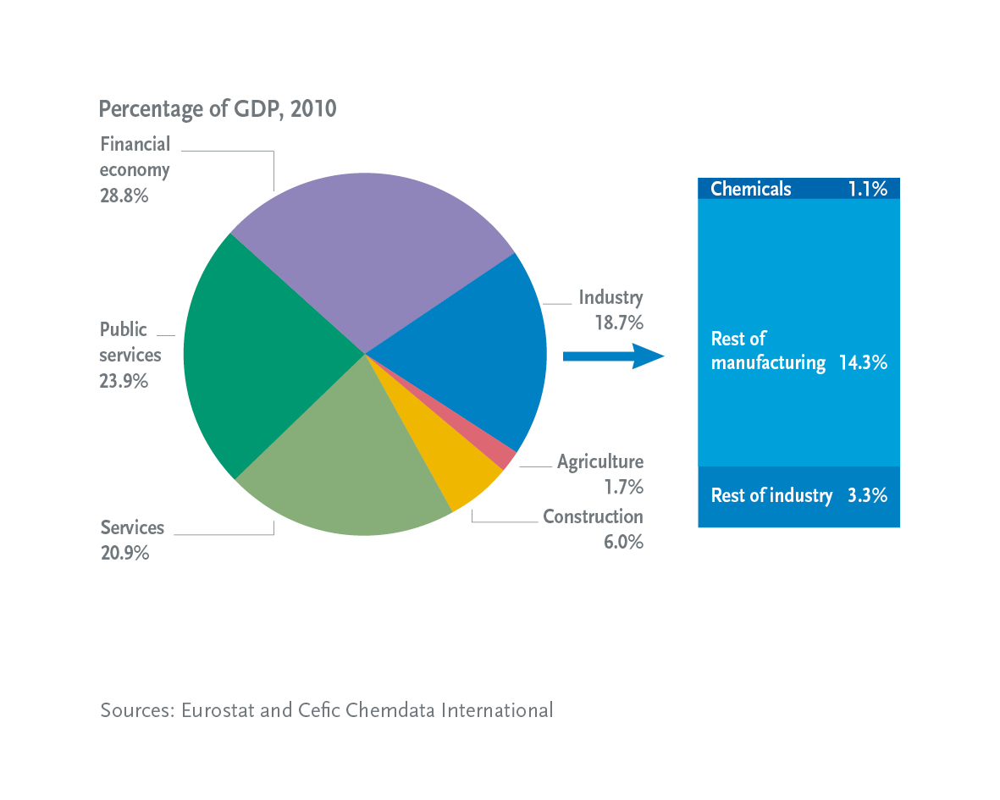 Percentage of GDP, 2010
Financial
economy
28.8%
Public
services
23.9%
Services
20.9%
Industry
18.7%
Agriculture
1.7%
Construction
6.0%
Chemicals 1.1%
Rest of
manufacturing 14.3%
Rest of industry 3.3%
Sources: Eurostat and Cefic Chemdata International